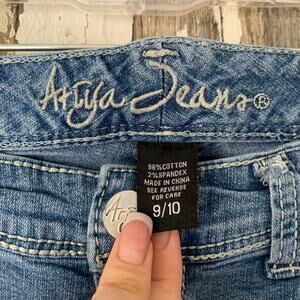 Ariya Jeans®
98% COTTON
2% SPANDEX
MADE IN CHINA
SEE REVERSE
FOR CARE
9/10